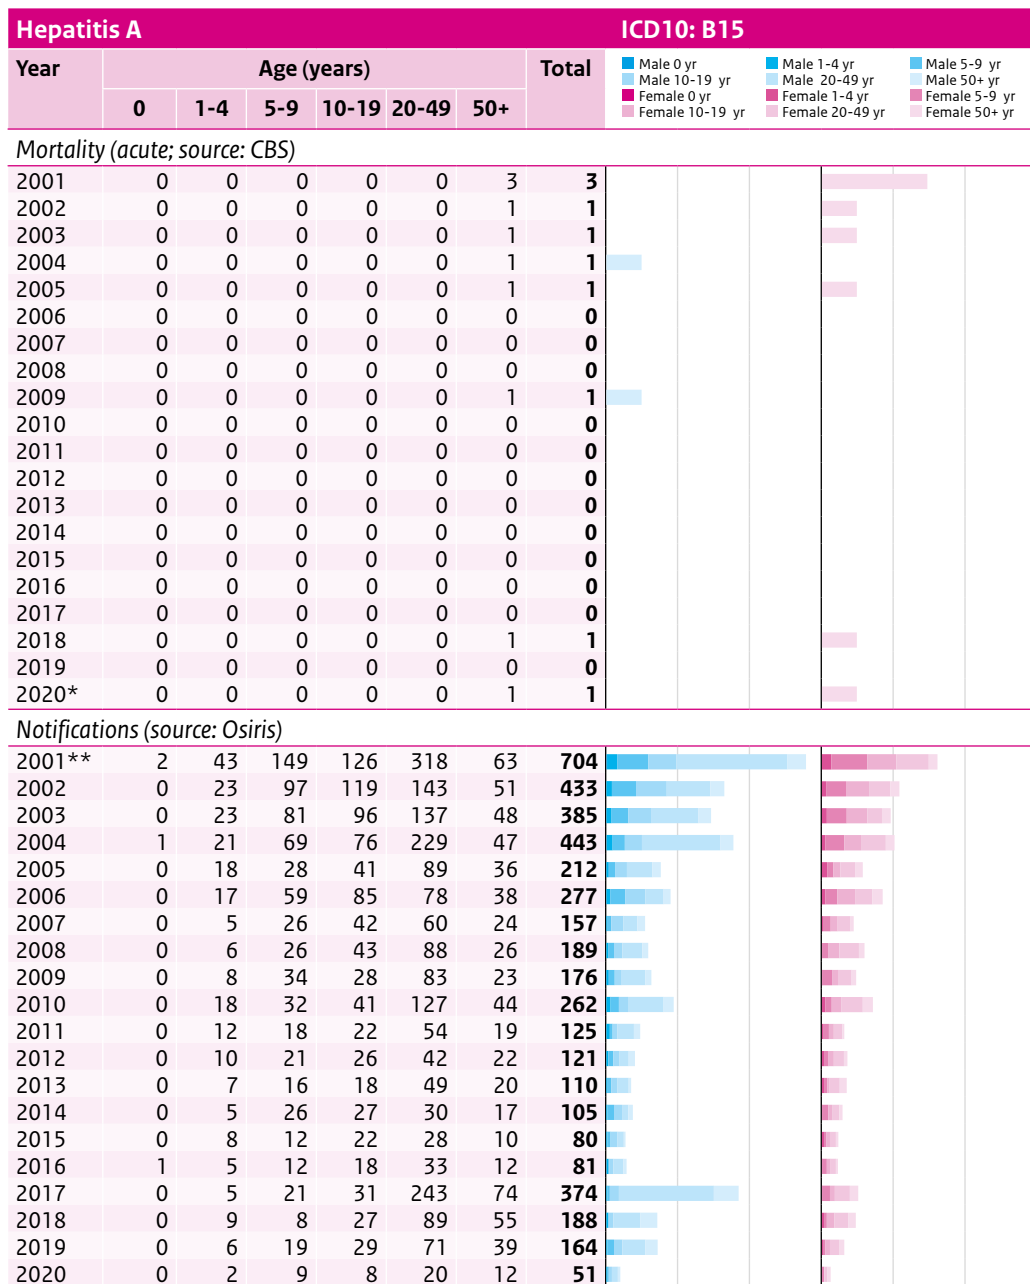 Hepatitis A ICD10: B15
Year Age (years) Total Male 0 yr Male 1-4 yr Male 5-9 yr
Male 10-19 yr Male 20-49 yr Male 50+ yr
0 1-4 5-9 10-19 20-49 50+ Female 0 yr Female 1-4 yr Female 5-9 yr
Female 10-19 yr Female 20-49 yr Female 50+ yr
Mortality (acute; source: CBS)
2001 0 0 0 0 0 3 3
2002 0 0 0 0 0 1 1
2003 0 0 0 0 0 1 1
2004 0 0 0 0 0 1 1
2005 0 0 0 0 0 1 1
2006 0 0 0 0 0 0 0
2007 0 0 0 0 0 0 0
2008 0 0 0 0 0 0 0
2009 0 0 0 0 0 1 1
2010 0 0 0 0 0 0 0
2011 0 0 0 0 0 0 0
2012 0 0 0 0 0 0 0
2013 0 0 0 0 0 0 0
2014 0 0 0 0 0 0 0
2015 0 0 0 0 0 0 0
2016 0 0 0 0 0 0 0
2017 0 0 0 0 0 0 0
2018 0 0 0 0 0 1 1
2019 0 0 0 0 0 0 0
2020* 0 0 0 0 0 1 1
Notifications (source: Osiris)
2001** 2 43 149 126 318 63 704
2002 0 23 97 119 143 51 433
2003 0 23 81 96 137 48 385
2004 1 21 69 76 229 47 443
2005 0 18 28 41 89 36 212
2006 0 17 59 85 78 38 277
2007 0 5 26 42 60 24 157
2008 0 6 26 43 88 26 189
2009 0 8 34 28 83 23 176
2010 0 18 32 41 127 44 262
2011 0 12 18 22 54 19 125
2012 0 10 21 26 42 22 121
2013 0 7 16 18 49 20 110
2014 0 5 26 27 30 17 105
2015 0 8 12 22 28 10 80
2016 1 5 12 18 33 12 81
2017 0 5 21 31 243 74 374
2018 0 9 8 27 89 55 188
2019 0 6 19 29 71 39 164
2020 0 2 9 8 20 12 51